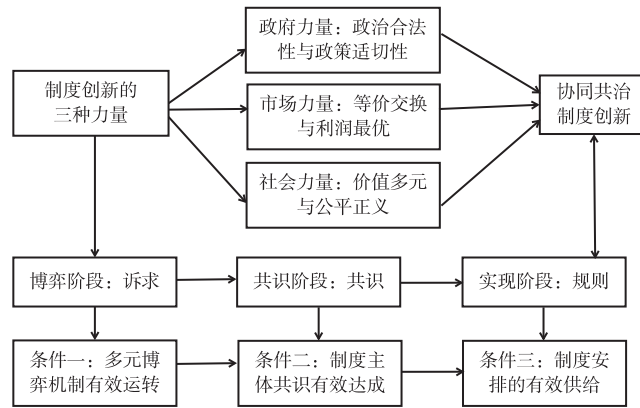 政府力量：政治合法
性与政策适切性
制度创新的
三种力量
市场力量：等价交换
与利润最优
协同共治
制度创新
社会力量：价值多元
与公平正义
博弈阶段：诉求
共识阶段：共识
实现阶段：规则
条件一：多元博
弈机制有效运转
条件二：制度主
体共识有效达成
条件三：制度安
排的有效供给